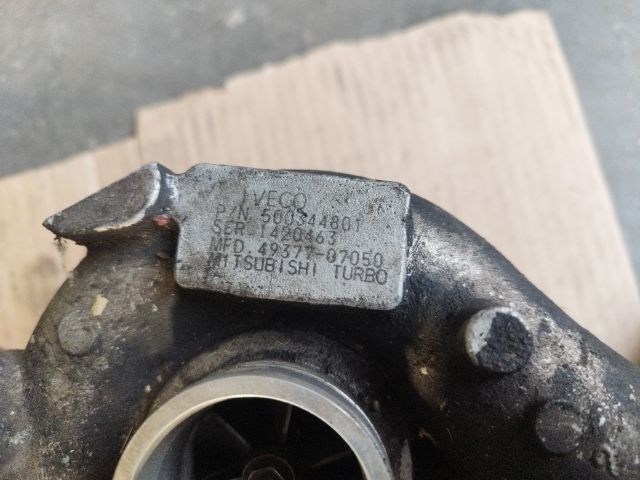 IVECO
P/N 500344801
SER 1420463
MFD 49377-07050
MITSUBISHI TURBO